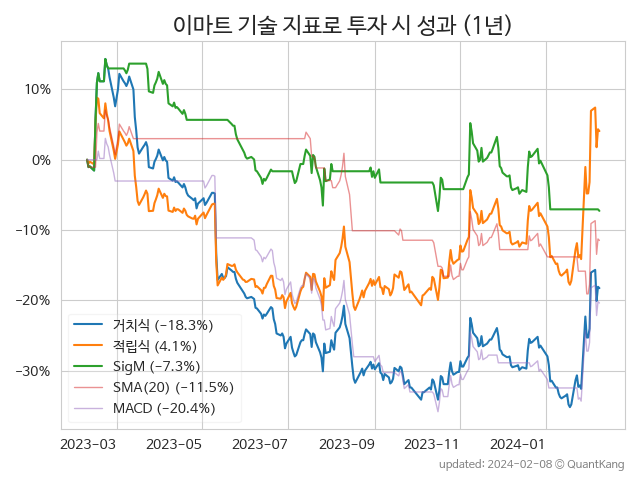 이마트 기술 지표로 투자 시 성과 (1년)
10%
0%
−10%
−20%
−30%
거치식 (−18.3%)
적립식 (4.1%)
SigM (−7.3%)
SMA(20) (−11.5%)
MACD (−20.4%)
2023-03
2023-05
2023-07
2023-09
2023-11
2024-01
updated: 2024-02-08 © QuantKang